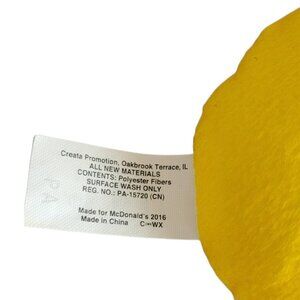 Creata Promotion, Oakbrook Terrace, IL
ALL NEW MATERIALS
CONTENTS: Polyester Fibers
SURFACE WASH ONLY
REG. NO.: PA-15720 (CN)
Made for McDonald's 2016
Made in China
PA